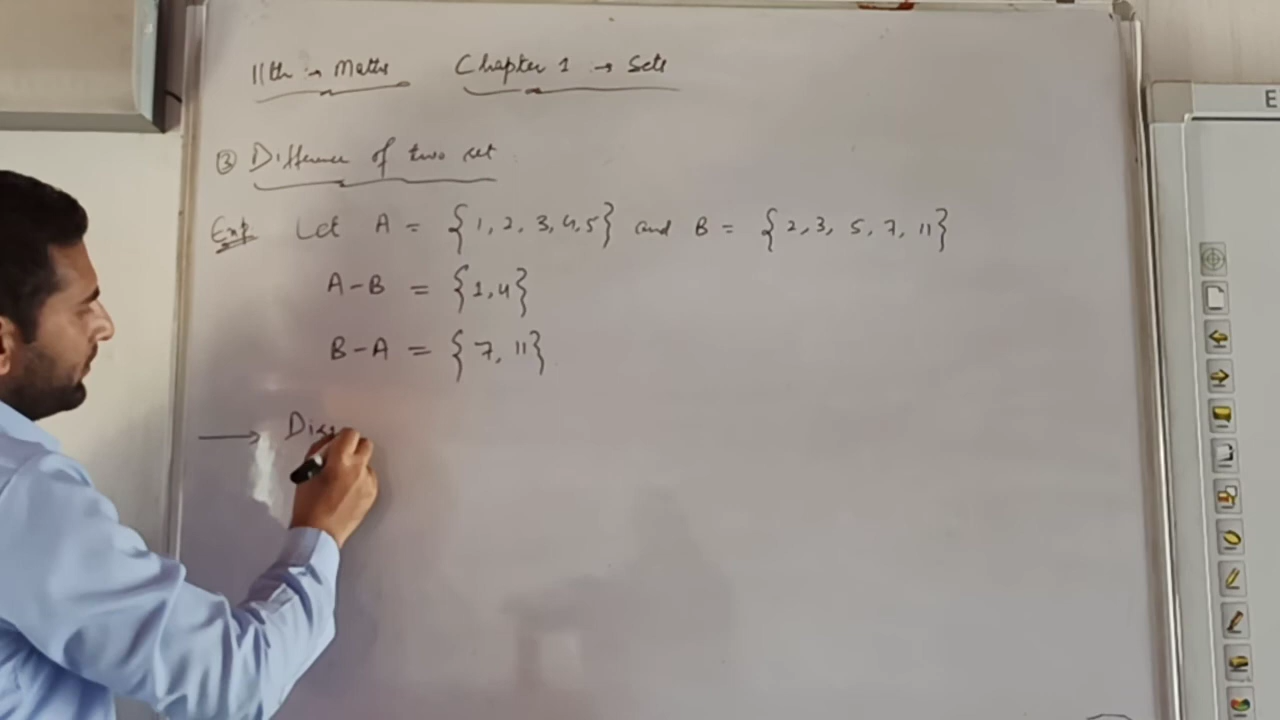 11th → Maths Chapter 1 → Sets
③ Difference of two set
Exp. Let A = {1, 2, 3, 4, 5} and B = {2, 3, 5, 7, 11}
A-B = {1, 4}
B-A = {7, 11}
→
E